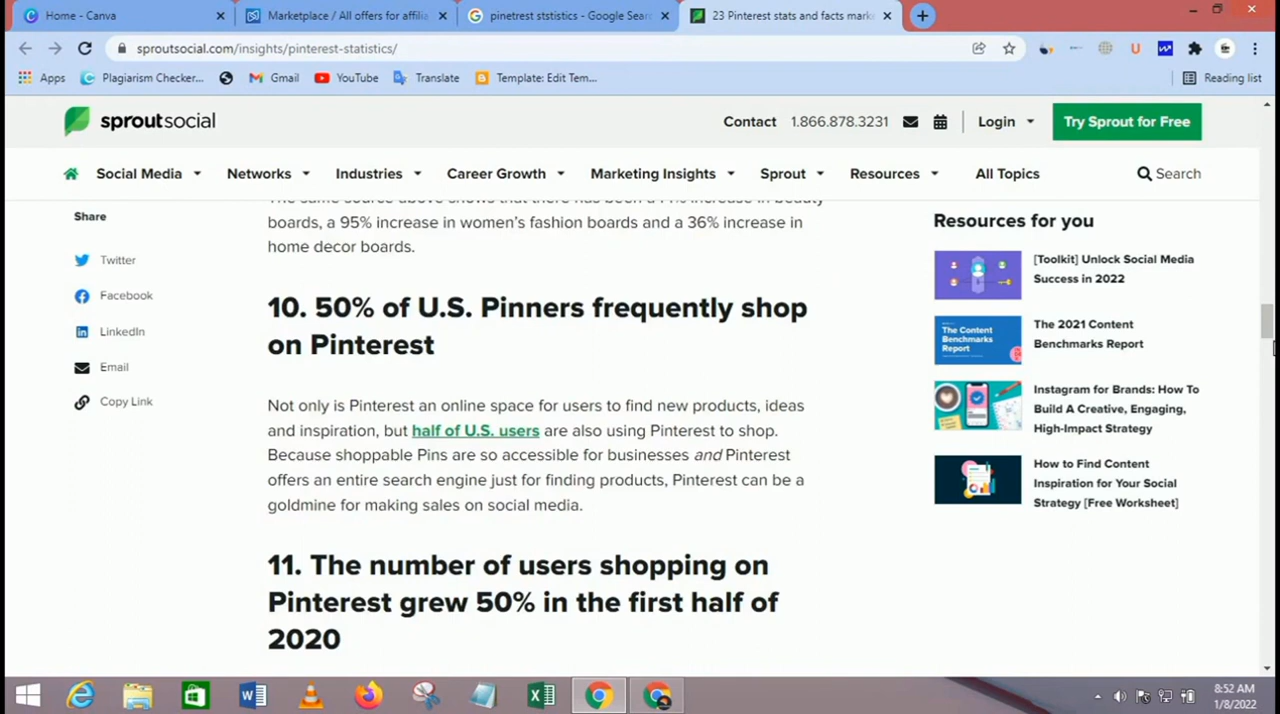 Home - Canva
Marketplace / All offers for affilia
pinetrest ststistics - Google Sear
23 Pinterest stats and facts mark
sproutsocial.com/insights/pinterest-statistics/
Apps
Plagiarism Checker...
Gmail
YouTube
Translate
Template: Edit Tem...
Reading list
sproutsocial
Contact 1.866.878.3231
Login
Try Sprout for Free
Social Media
Networks
Industries
Career Growth
Marketing Insights
Sprout
Resources
All Topics
Search
Share
Twitter
Facebook
LinkedIn
Email
Copy Link
boards, a 95% increase in women's fashion boards and a 36% increase in
home decor boards.
10. 50% of U.S. Pinners frequently shop
on Pinterest
Not only is Pinterest an online space for users to find new products, ideas
and inspiration, but half of U.S. users are also using Pinterest to shop.
Because shoppable Pins are so accessible for businesses and Pinterest
offers an entire search engine just for finding products, Pinterest can be a
goldmine for making sales on social media.
11. The number of users shopping on
Pinterest grew 50% in the first half of
2020
Resources for you
[Toolkit] Unlock Social Media
Success in 2022
The Content
Benchmarks
Report
The 2021 Content
Benchmarks Report
Instagram for Brands: How To
Build A Creative, Engaging,
High-Impact Strategy
How to Find Content
Inspiration for Your Social
Strategy [Free Worksheet]
8:52 AM
1/8/2022